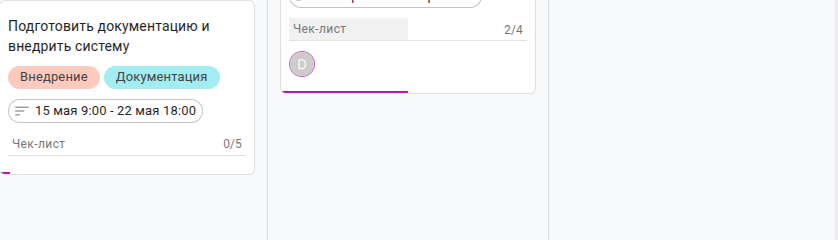 Подготовить документацию и
внедрить систему
Внедрение Документация
15 мая 9:00 - 22 мая 18:00
Чек-лист 0/5
Чек-лист 2/4
D